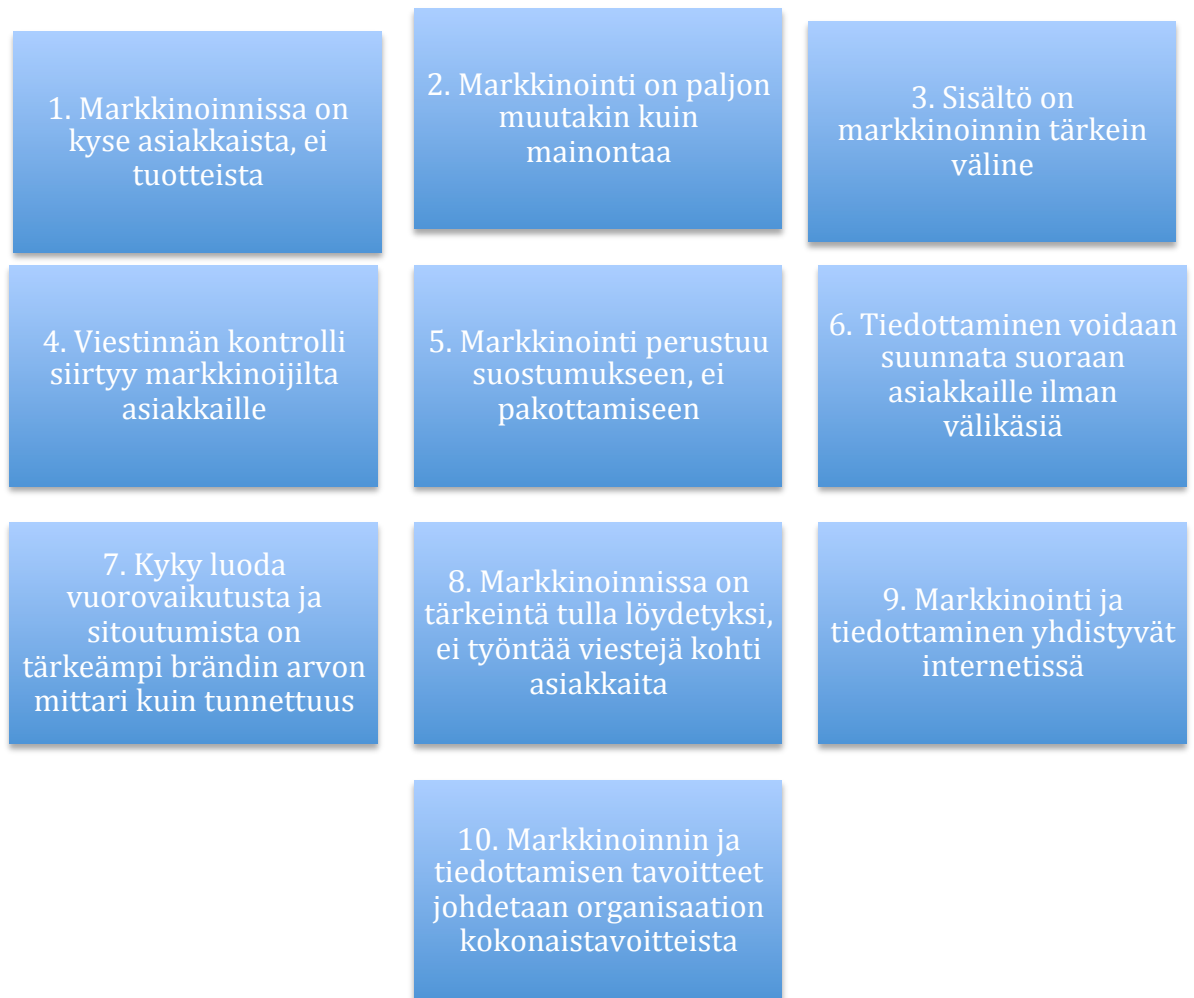 1. Markkinoinnissa on
kyse asiakkaista, ei
tuotteista
2. Markkinointi on paljon
muutakin kuin
mainontaa
3. Sisältö on
markkinoinnin tärkein
väline
4. Viestinnän kontrolli
siirtyy markkinoijilta
asiakkaille
5. Markkinointi perustuu
suostumukseen, ei
pakottamiseen
6. Tiedottaminen voidaan
suunnata suoraan
asiakkaille ilman
välikäsiä
7. Kyky luoda
vuorovaikutusta ja
sitoutumista on
tärkeämpi brändin arvon
mittari kuin tunnettuus
8. Markkinoinnissa on
tärkeintä tulla löydetyksi,
ei työntää viestejä kohti
asiakkaita
9. Markkinointi ja
tiedottaminen yhdistyvät
internetissä
10. Markkinoinnin ja
tiedottamisen tavoitteet
johdetaan organisaation
kokonaistavoitteista